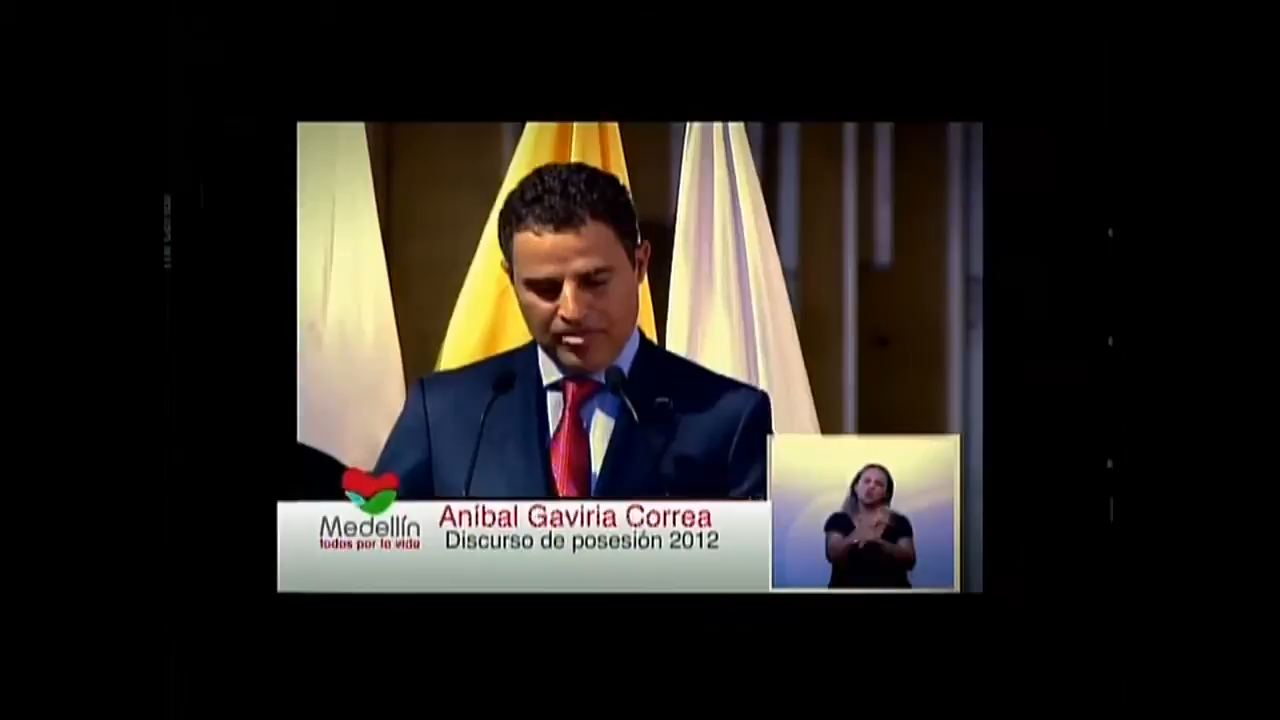 Medellín
todos por la vida
Aníbal Gaviria Correa
Discurso de posesión 2012